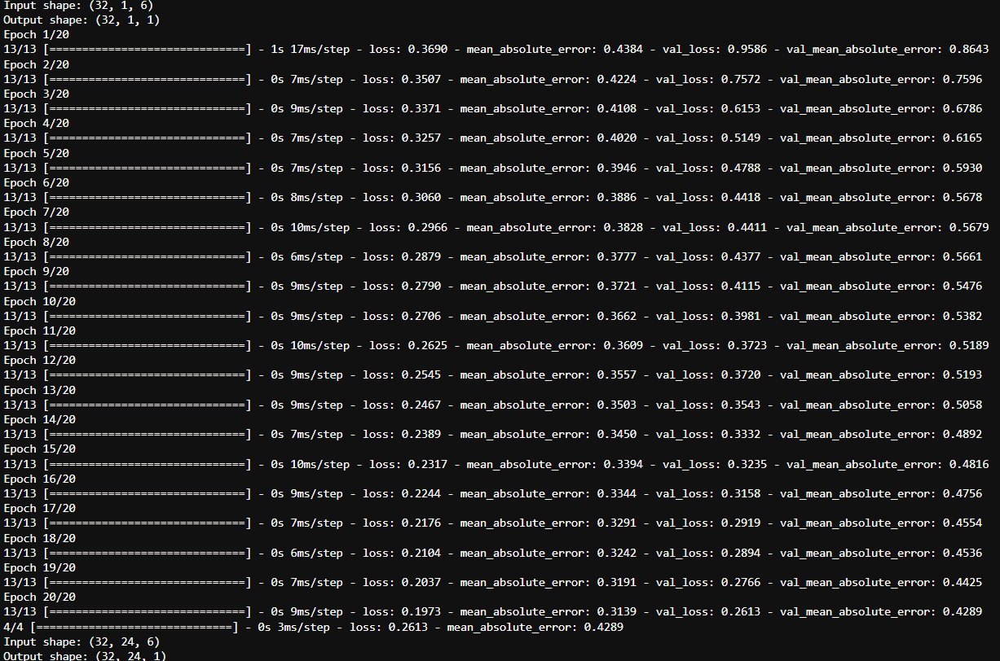 Input shape: (32, 1, 6)
Output shape: (32, 1, 1)
Epoch 1/20
13/13 [==============================] - 1s 17ms/step - loss: 0.3690 - mean_absolute_error: 0.4384 - val_loss: 0.9586 - val_mean_absolute_error: 0.8643
Epoch 2/20
13/13 [==============================] - 0s 7ms/step - loss: 0.3507 - mean_absolute_error: 0.4224 - val_loss: 0.7572 - val_mean_absolute_error: 0.7596
Epoch 3/20
13/13 [==============================] - 0s 9ms/step - loss: 0.3371 - mean_absolute_error: 0.4108 - val_loss: 0.6153 - val_mean_absolute_error: 0.6786
Epoch 4/20
13/13 [==============================] - 0s 7ms/step - loss: 0.3257 - mean_absolute_error: 0.4020 - val_loss: 0.5149 - val_mean_absolute_error: 0.6165
Epoch 5/20
13/13 [==============================] - 0s 7ms/step - loss: 0.3156 - mean_absolute_error: 0.3946 - val_loss: 0.4788 - val_mean_absolute_error: 0.5930
Epoch 6/20
13/13 [==============================] - 0s 8ms/step - loss: 0.3060 - mean_absolute_error: 0.3886 - val_loss: 0.4418 - val_mean_absolute_error: 0.5678
Epoch 7/20
13/13 [==============================] - 0s 10ms/step - loss: 0.2966 - mean_absolute_error: 0.3828 - val_loss: 0.4411 - val_mean_absolute_error: 0.5679
Epoch 8/20
13/13 [==============================] - 0s 6ms/step - loss: 0.2879 - mean_absolute_error: 0.3777 - val_loss: 0.4377 - val_mean_absolute_error: 0.5661
Epoch 9/20
13/13 [==============================] - 0s 9ms/step - loss: 0.2790 - mean_absolute_error: 0.3721 - val_loss: 0.4115 - val_mean_absolute_error: 0.5476
Epoch 10/20
13/13 [==============================] - 0s 9ms/step - loss: 0.2706 - mean_absolute_error: 0.3662 - val_loss: 0.3981 - val_mean_absolute_error: 0.5382
Epoch 11/20
13/13 [==============================] - 0s 10ms/step - loss: 0.2625 - mean_absolute_error: 0.3609 - val_loss: 0.3723 - val_mean_absolute_error: 0.5189
Epoch 12/20
13/13 [==============================] - 0s 9ms/step - loss: 0.2545 - mean_absolute_error: 0.3557 - val_loss: 0.3720 - val_mean_absolute_error: 0.5193
Epoch 13/20
13/13 [==============================] - 0s 9ms/step - loss: 0.2467 - mean_absolute_error: 0.3503 - val_loss: 0.3543 - val_mean_absolute_error: 0.5058
Epoch 14/20
13/13 [==============================] - 0s 7ms/step - loss: 0.2389 - mean_absolute_error: 0.3450 - val_loss: 0.3332 - val_mean_absolute_error: 0.4892
Epoch 15/20
13/13 [==============================] - 0s 10ms/step - loss: 0.2317 - mean_absolute_error: 0.3394 - val_loss: 0.3235 - val_mean_absolute_error: 0.4816
Epoch 16/20
13/13 [==============================] - 0s 9ms/step - loss: 0.2244 - mean_absolute_error: 0.3344 - val_loss: 0.3158 - val_mean_absolute_error: 0.4756
Epoch 17/20
13/13 [==============================] - 0s 7ms/step - loss: 0.2176 - mean_absolute_error: 0.3291 - val_loss: 0.2919 - val_mean_absolute_error: 0.4554
Epoch 18/20
13/13 [==============================] - 0s 6ms/step - loss: 0.2104 - mean_absolute_error: 0.3242 - val_loss: 0.2894 - val_mean_absolute_error: 0.4536
Epoch 19/20
13/13 [==============================] - 0s 7ms/step - loss: 0.2037 - mean_absolute_error: 0.3191 - val_loss: 0.2766 - val_mean_absolute_error: 0.4425
Epoch 20/20
13/13 [==============================] - 0s 9ms/step - loss: 0.1973 - mean_absolute_error: 0.3139 - val_loss: 0.2613 - val_mean_absolute_error: 0.4289
4/4 [==============================] - 0s 3ms/step - loss: 0.2613 - mean_absolute_error: 0.4289
Input shape: (32, 24, 6)
Output shape: (32, 24, 1)